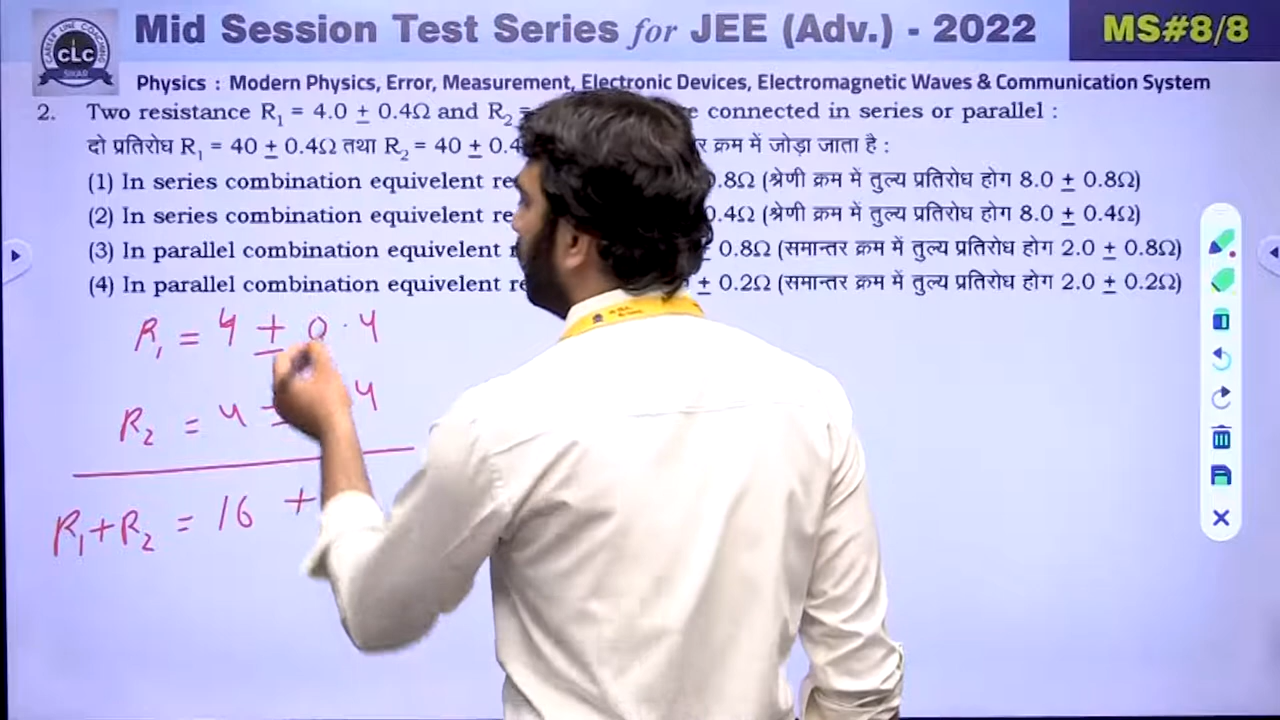 CAREER LINE COACHING
CLC
SIKAR
Mid Session Test Series for JEE (Adv.) - 2022
MS#8/8
Physics : Modern Physics, Error, Measurement, Electronic Devices, Electromagnetic Waves & Communication System
2. Two resistance R₁ = 4.0 ± 0.4Ω and R₂ = connected in series or parallel :
दो प्रतिरोध R₁ = 40 ± 0.4Ω तथा R₂ = 40 ± 0.4 क्रम में जोड़ा जाता है :
(1) In series combination equivelent 0.8Ω (श्रेणी क्रम में तुल्य प्रतिरोध होग 8.0 ± 0.8Ω)
(2) In series combination equivelent 0.4Ω (श्रेणी क्रम में तुल्य प्रतिरोध होग 8.0 ± 0.4Ω)
(3) In parallel combination equivelent 0.8Ω (समान्तर क्रम में तुल्य प्रतिरोध होग 2.0 ± 0.8Ω)
(4) In parallel combination equivelent ± 0.2Ω (समान्तर क्रम में तुल्य प्रतिरोध होग 2.0 ± 0.2Ω)
R₁ = 4 ± 0.4
R₂ = 4 4
R₁+R₂ = 16 +